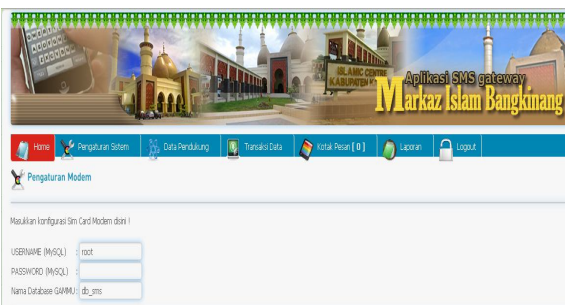 ISLAMIC CENTRE
KABUPATEN
Aplikasi SMS gateway
Markaz Islam Bangkinang
Home
Pengaturan Sistem
Data Pendukung
Transaksi Data
Kotak Pesan [ 0 ]
Laporan
Logout
Pengaturan Modem
Masukkan konfigurasi Sim Card Modem disini !
USERNAME (MySQL) : root
PASSWORD (MySQL) :
Nama Database GAMMU : db_sms